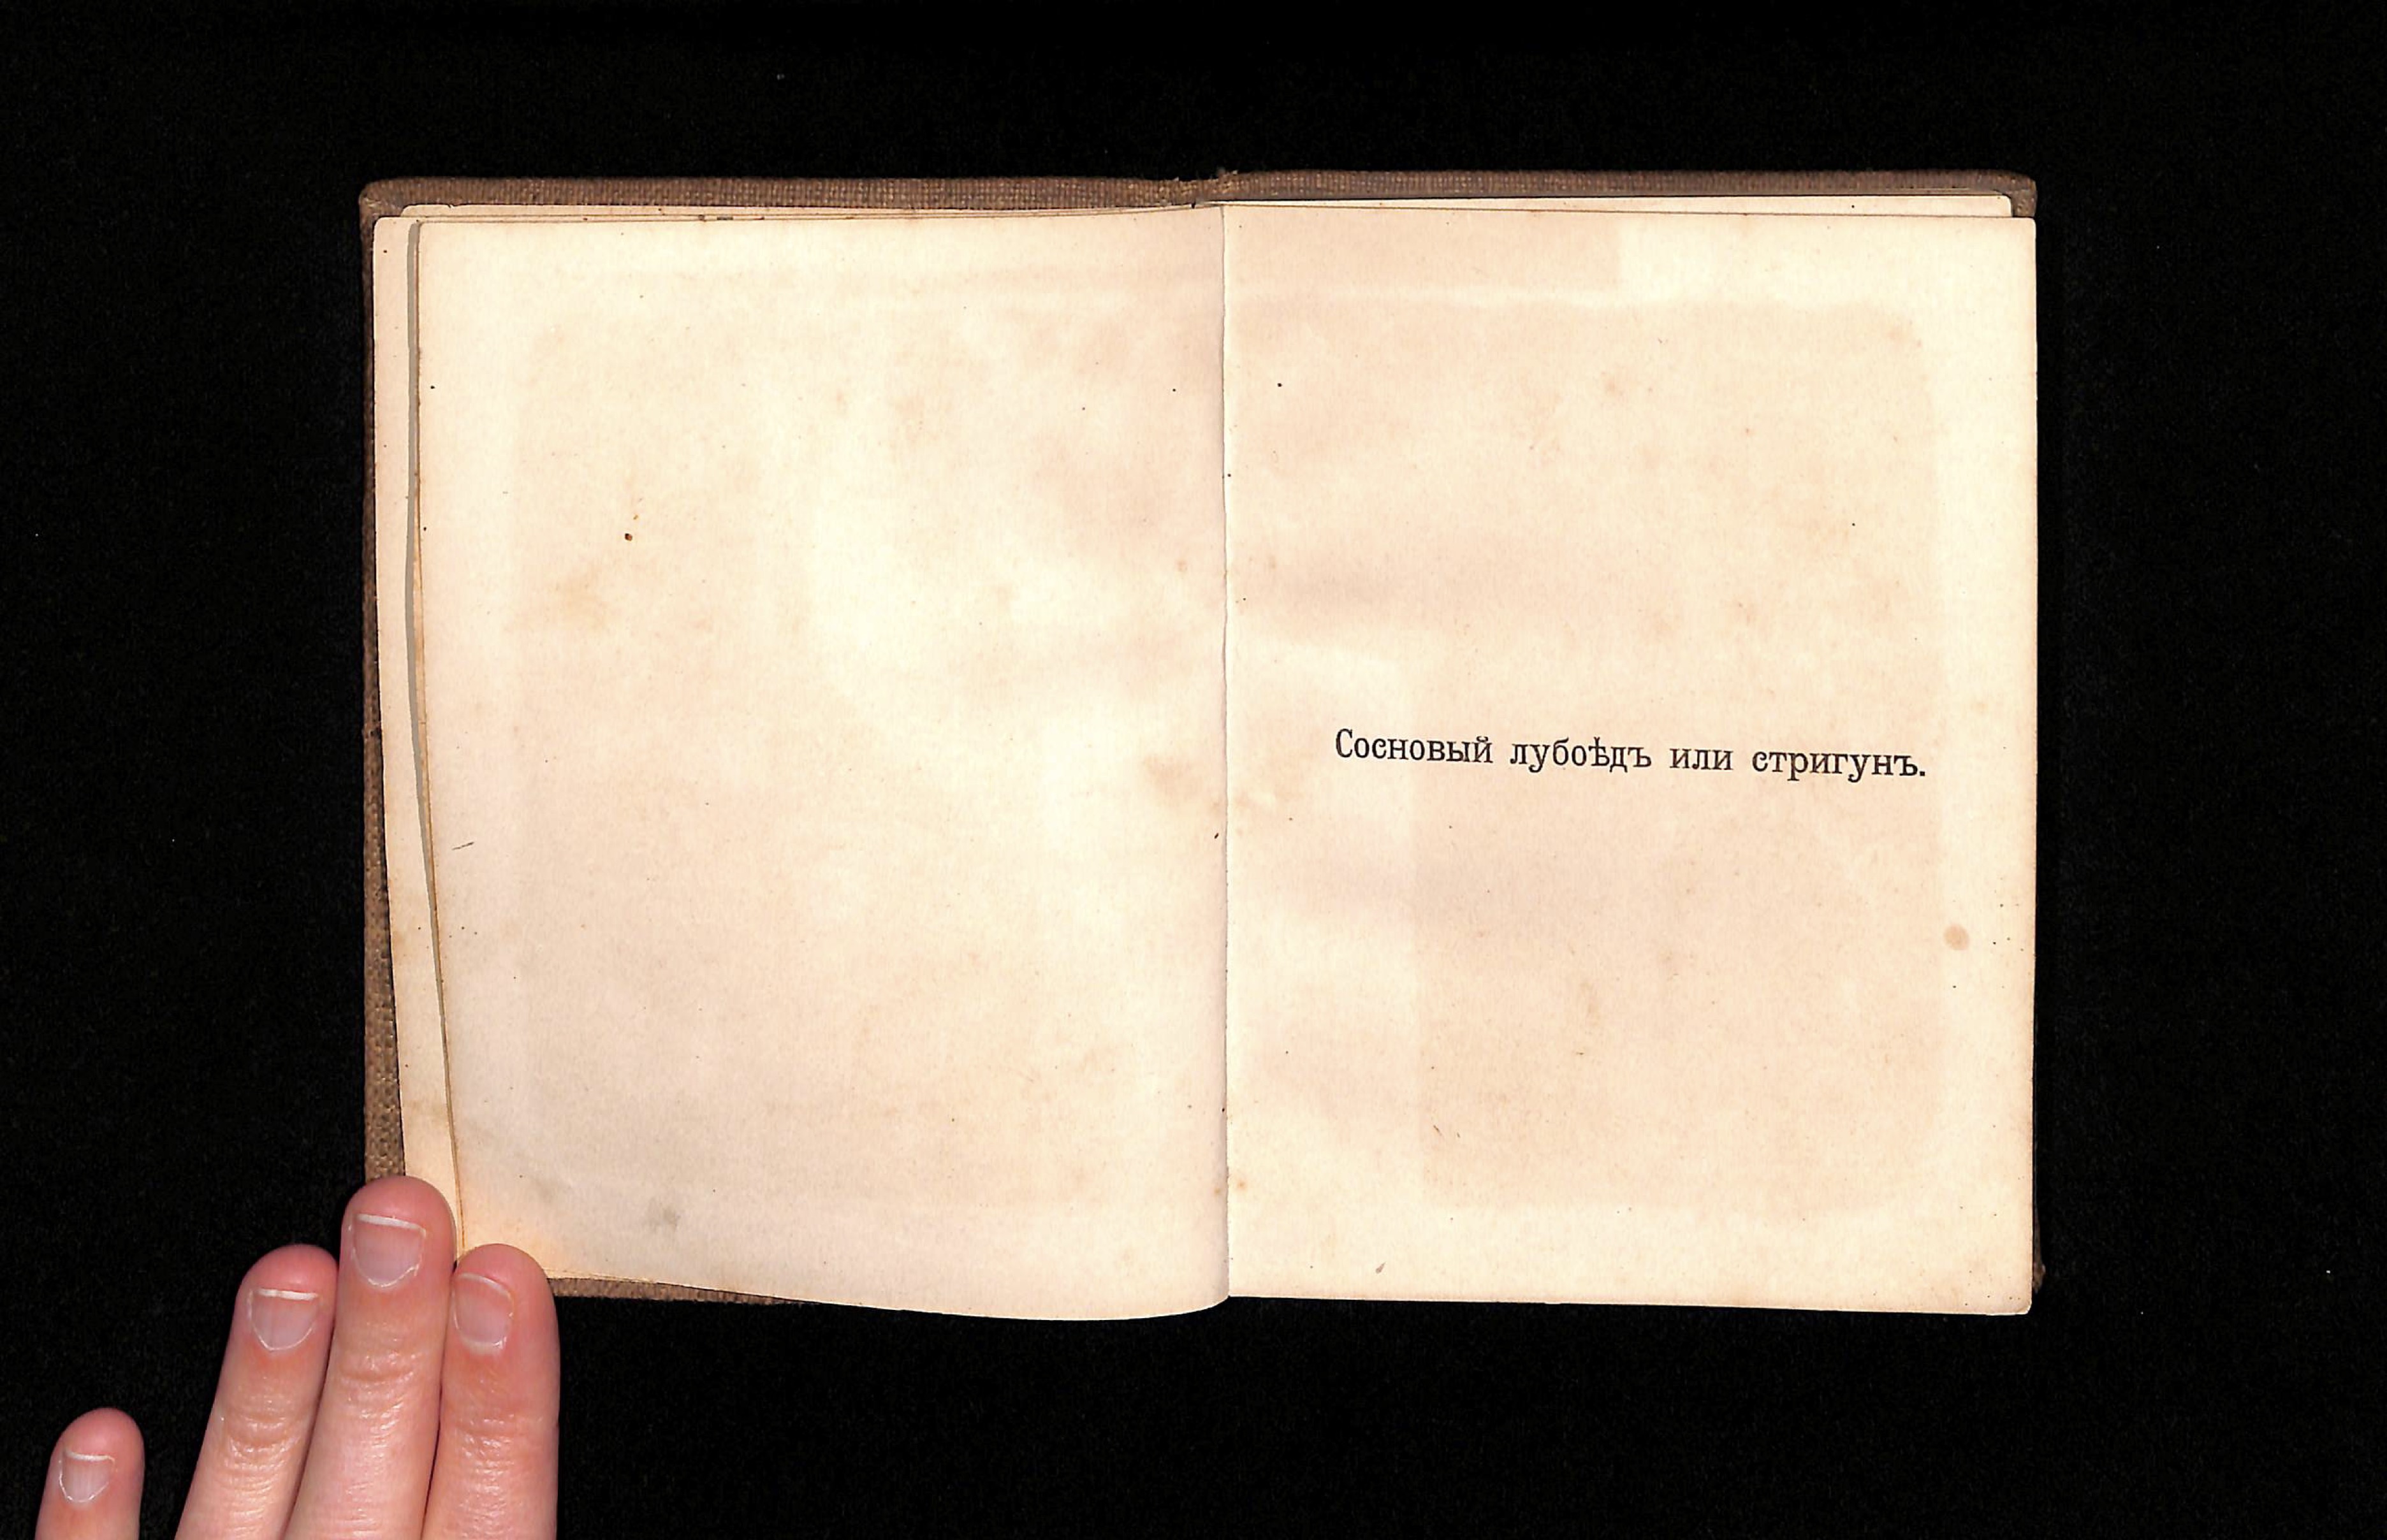 Сосновый лубоѣдъ или стригунъ.